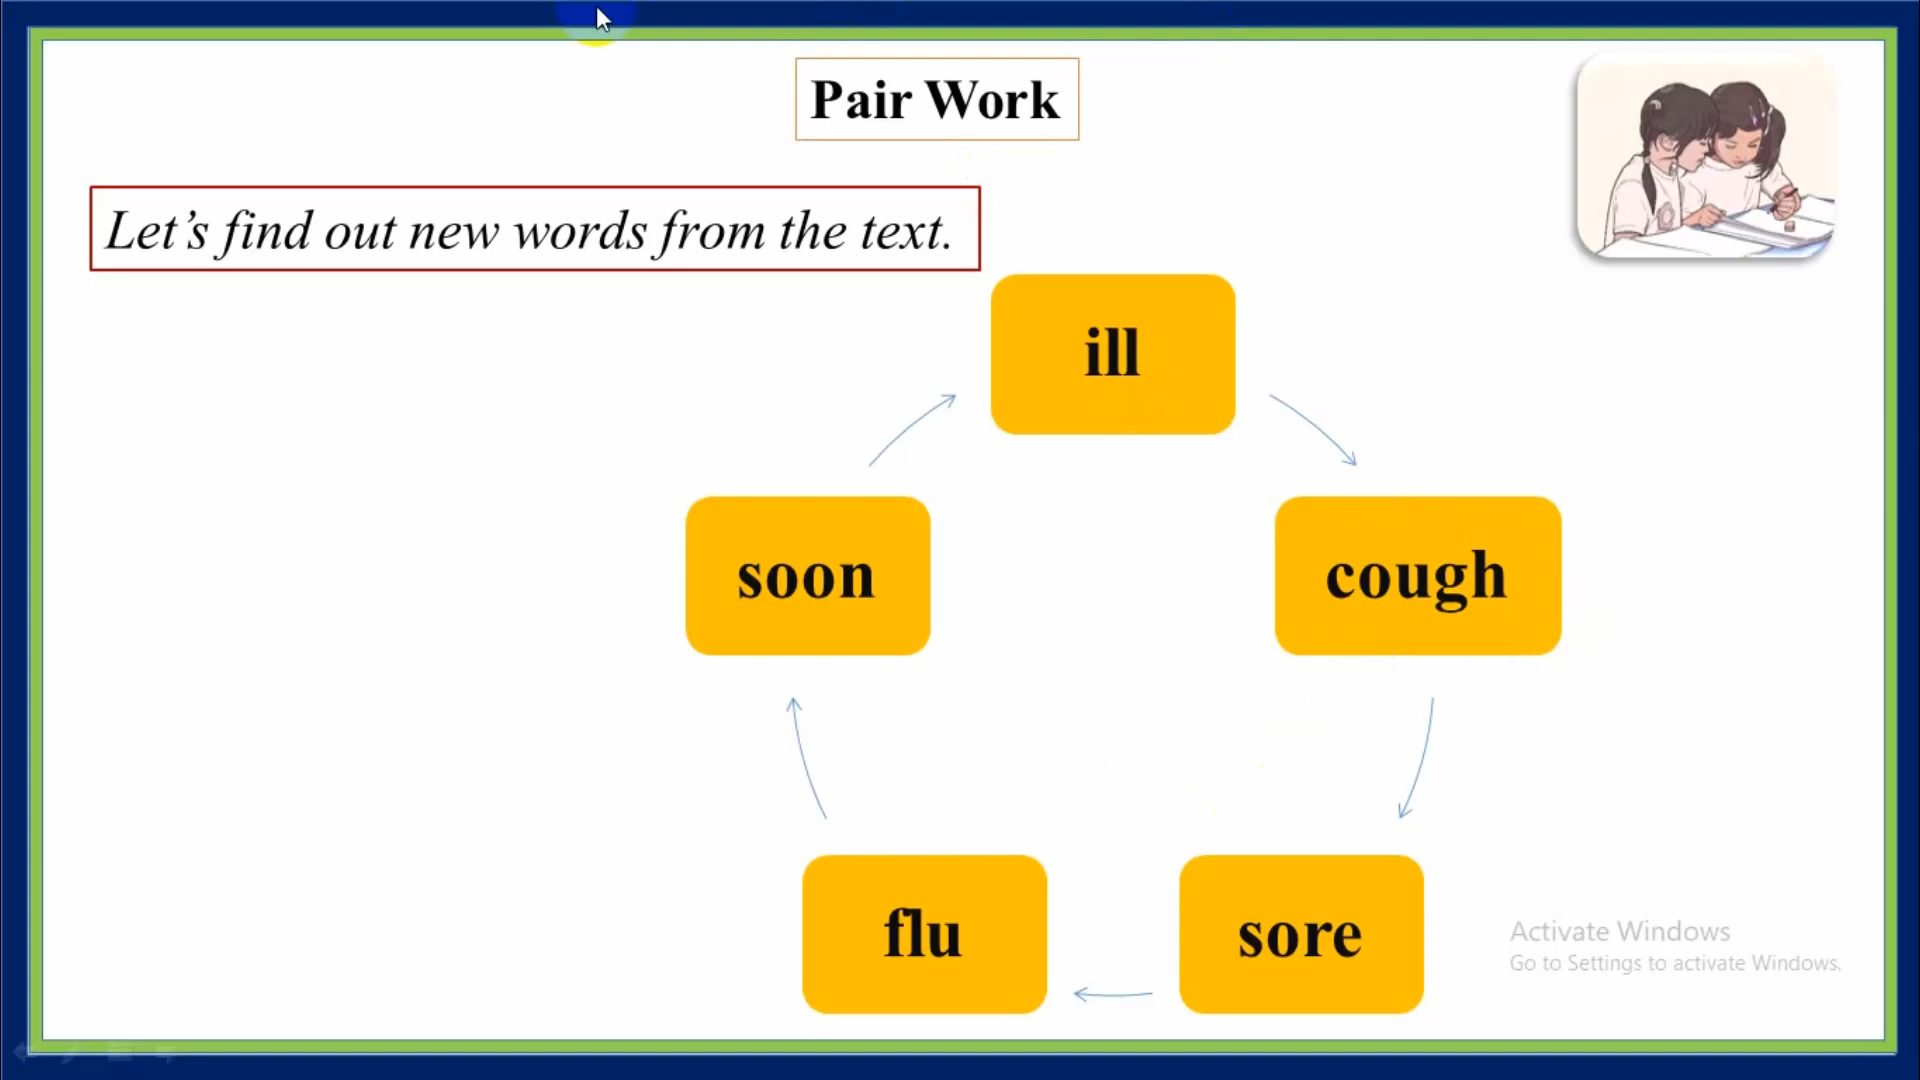 Pair Work
Let’s find out new words from the text.
ill
soon
cough
flu
sore
Activate Windows
Go to Settings to activate Windows.